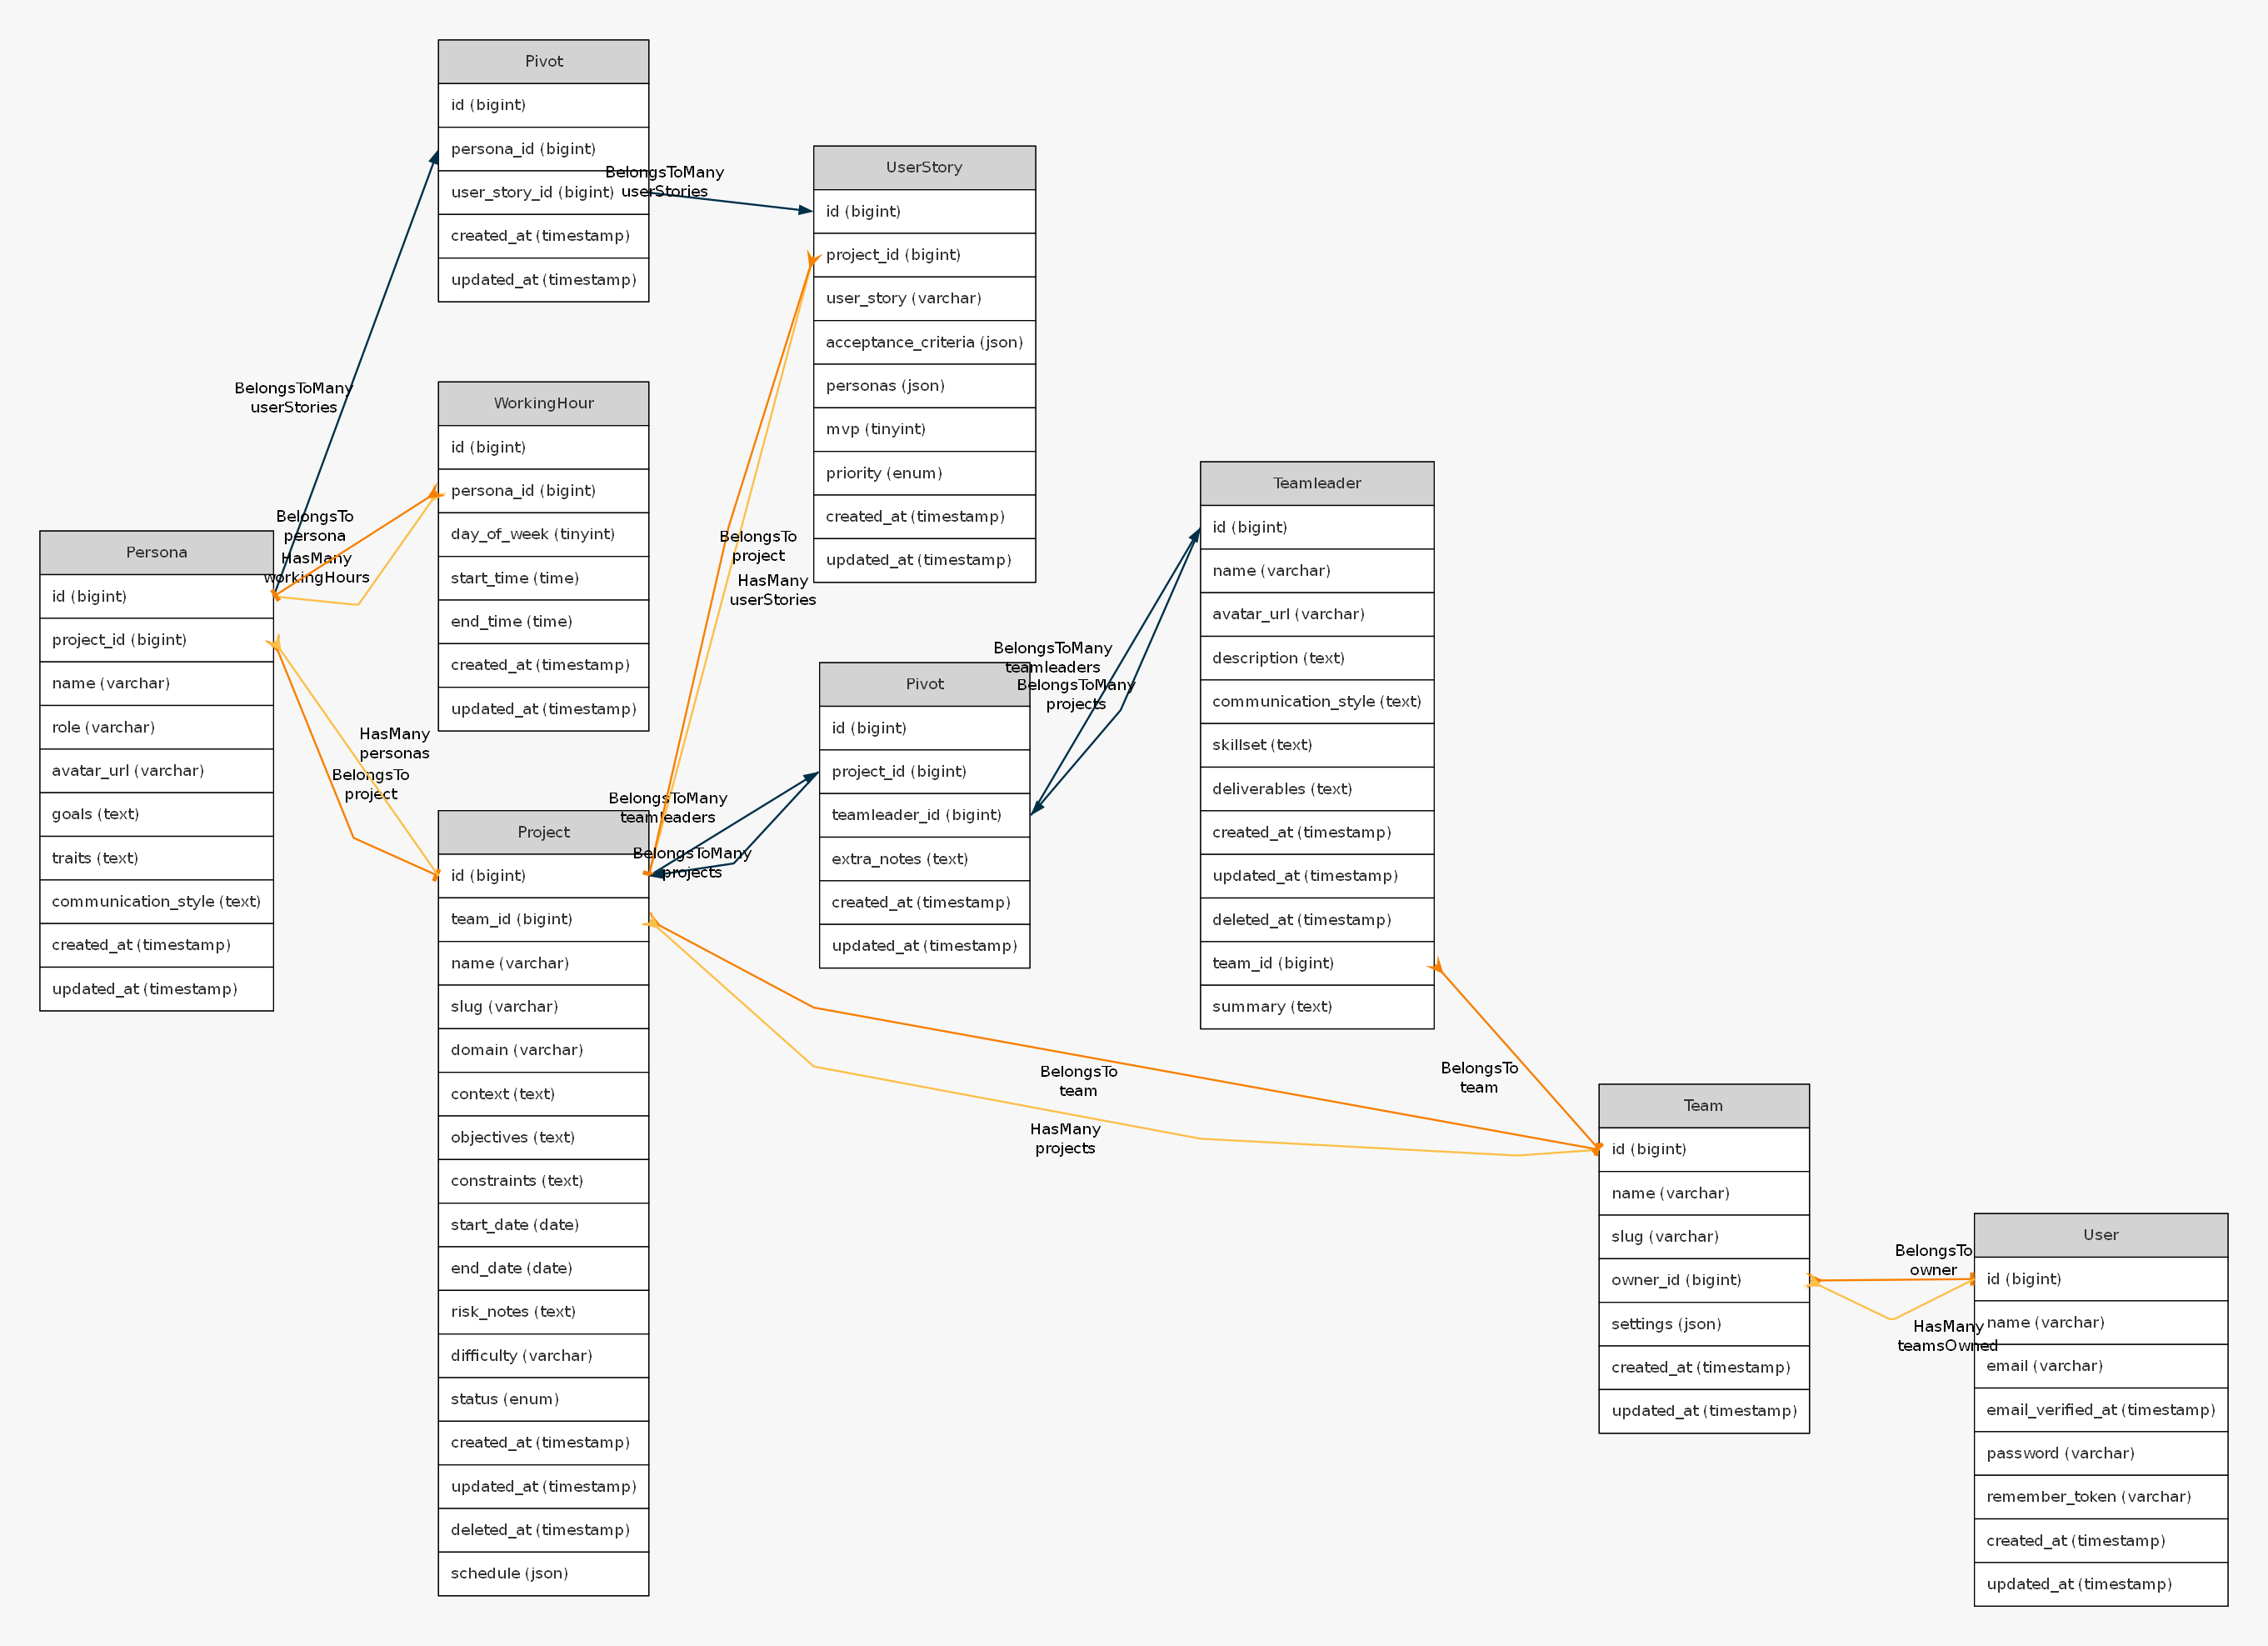 Pivot
id (bigint)
persona_id (bigint)
user_story_id (bigint)
created_at (timestamp)
updated_at (timestamp)
BelongsToMany
userStories
UserStory
id (bigint)
project_id (bigint)
user_story (varchar)
acceptance_criteria (json)
personas (json)
mvp (tinyint)
priority (enum)
created_at (timestamp)
updated_at (timestamp)
BelongsToMany
userStories
WorkingHour
id (bigint)
persona_id (bigint)
day_of_week (tinyint)
start_time (time)
end_time (time)
created_at (timestamp)
updated_at (timestamp)
BelongsTo
persona
HasMany
workingHours
Persona
id (bigint)
project_id (bigint)
name (varchar)
role (varchar)
avatar_url (varchar)
goals (text)
traits (text)
communication_style (text)
created_at (timestamp)
updated_at (timestamp)
HasMany
personas
BelongsTo
project
BelongsTo
project
HasMany
userStories
Teamleader
id (bigint)
name (varchar)
avatar_url (varchar)
description (text)
communication_style (text)
skillset (text)
deliverables (text)
created_at (timestamp)
updated_at (timestamp)
deleted_at (timestamp)
team_id (bigint)
summary (text)
BelongsToMany
teamleaders
BelongsToMany
projects
Pivot
id (bigint)
project_id (bigint)
teamleader_id (bigint)
extra_notes (text)
created_at (timestamp)
updated_at (timestamp)
BelongsToMany
teamleaders
BelongsToMany
projects
Project
id (bigint)
team_id (bigint)
name (varchar)
slug (varchar)
domain (varchar)
context (text)
objectives (text)
constraints (text)
start_date (date)
end_date (date)
risk_notes (text)
difficulty (varchar)
status (enum)
created_at (timestamp)
updated_at (timestamp)
deleted_at (timestamp)
schedule (json)
BelongsTo
team
HasMany
projects
BelongsTo
team
Team
id (bigint)
name (varchar)
slug (varchar)
owner_id (bigint)
settings (json)
created_at (timestamp)
updated_at (timestamp)
BelongsTo
owner
HasMany
teamsOwned
User
id (bigint)
name (varchar)
email (varchar)
email_verified_at (timestamp)
password (varchar)
remember_token (varchar)
created_at (timestamp)
updated_at (timestamp)